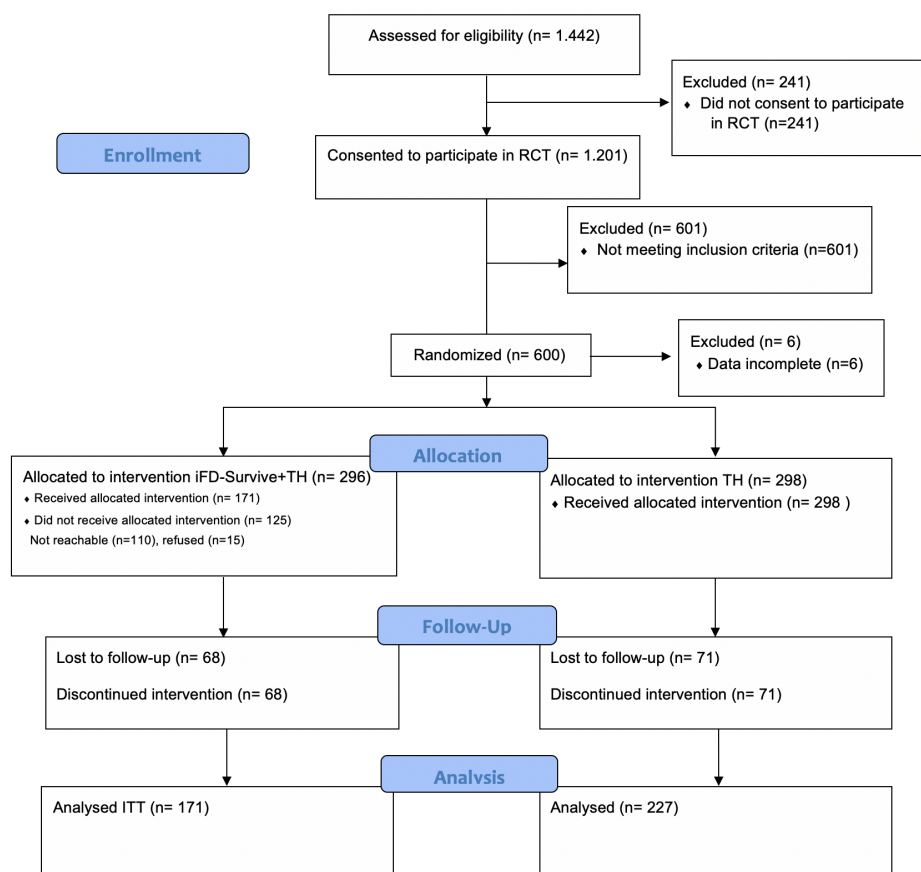 Assessed for eligibility (n= 1.442)
Excluded (n= 241)
♦ Did not consent to participate
in RCT (n=241)
Enrollment
Consented to participate in RCT (n= 1.201)
Excluded (n= 601)
♦ Not meeting inclusion criteria (n=601)
Randomized (n= 600)
Excluded (n= 6)
♦ Data incomplete (n=6)
Allocation
Allocated to intervention iFD-Survive+TH (n= 296)
♦ Received allocated intervention (n= 171)
♦ Did not receive allocated intervention (n= 125)
Not reachable (n=110), refused (n=15)
Allocated to intervention TH (n= 298)
♦ Received allocated intervention (n= 298 )
Follow-Up
Lost to follow-up (n= 68)
Discontinued intervention (n= 68)
Lost to follow-up (n= 71)
Discontinued intervention (n= 71)
Analysis
Analysed ITT (n= 171)
Analysed (n= 227)